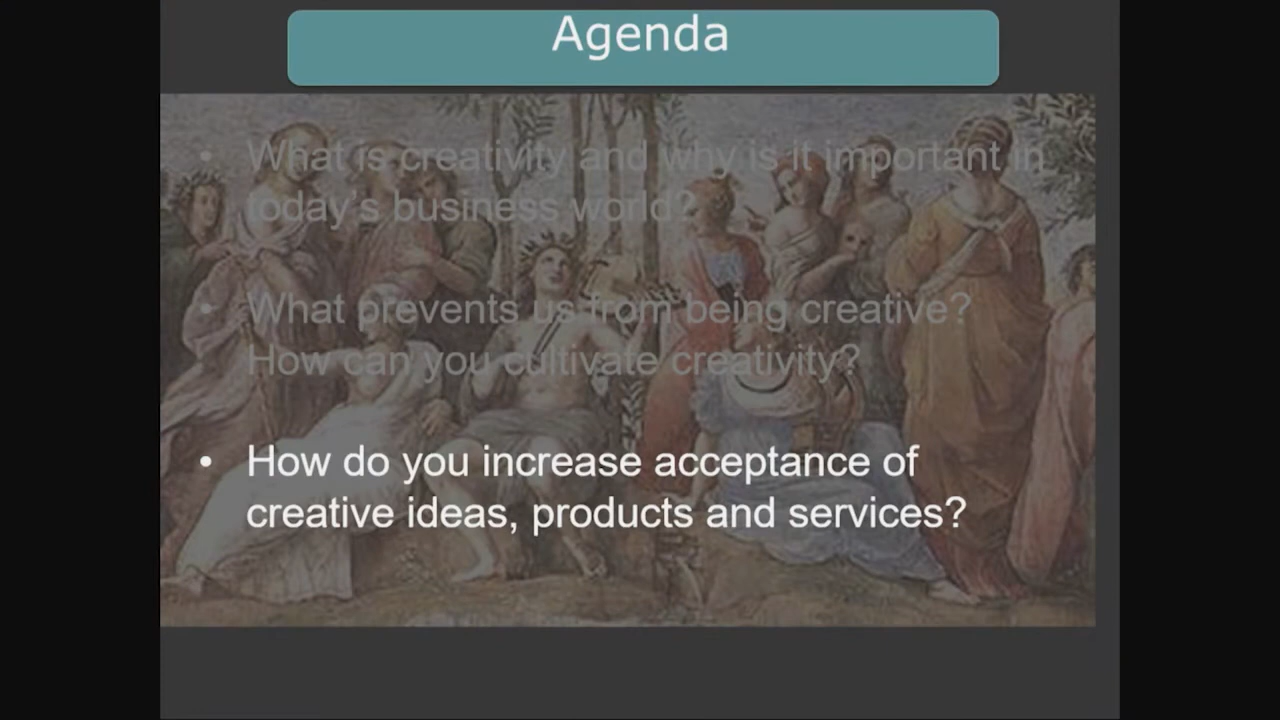 Agenda
• What is creativity and why is it important in
today's business world?
• What prevents us from being creative?
How can you cultivate creativity?
• How do you increase acceptance of
creative ideas, products and services?